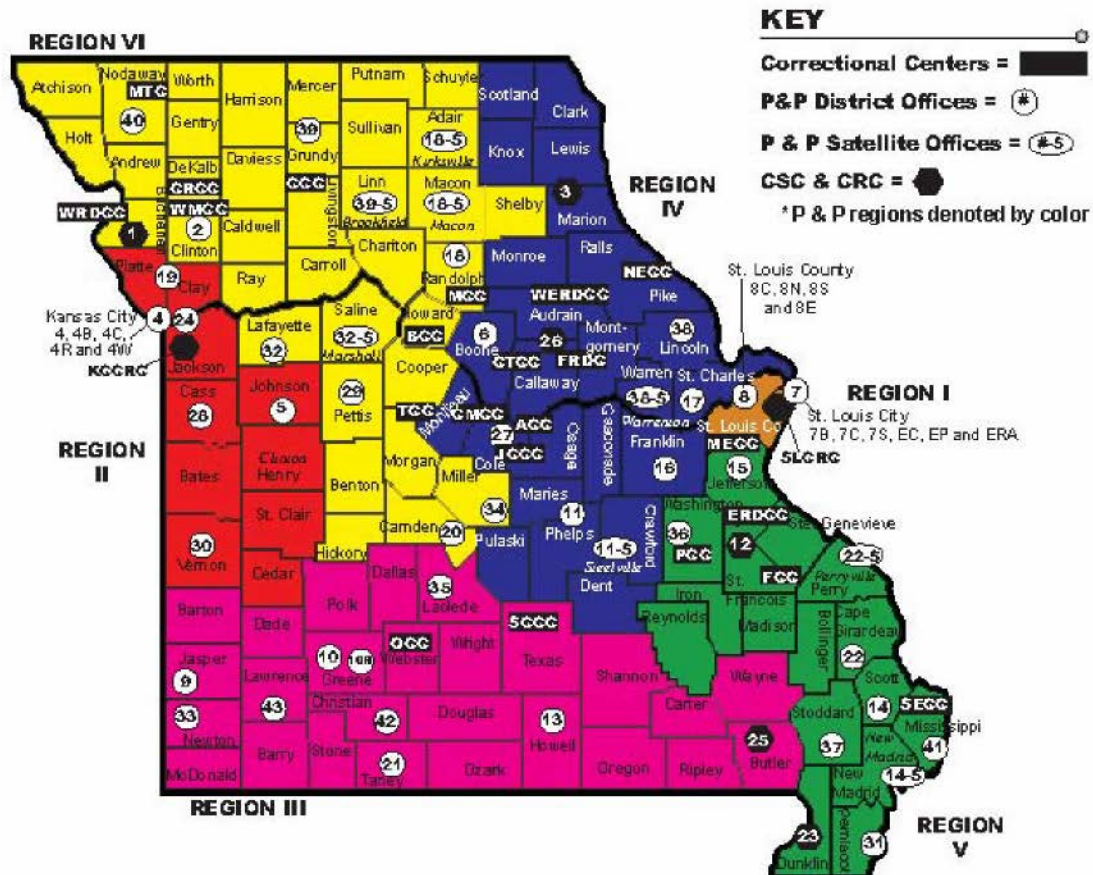 KEY
Correctional Centers =
P&P District Offices = #
P & P Satellite Offices = #-5
CSC & CRC =
*P & P regions denoted by color
REGION VI
Atchison
Nodaway
MTC
40
Worth
Harrison
Mercer
Putnam
Schuyler
Scotland
Clark
Holt
Andrew
Gentry
DeKalb
CRCC
Daviess
39
Grundy
Sullivan
Adair
18-5
Kirksville
Knox
Lewis
WRDCC
1
Buchanan
WMCC
2
Clinton
Caldwell
CCC
Livingston
Linn
39-5
Brookfield
Macon
18-5
Macon
Shelby
3
Marion
REGION
IV
Platte
19
Clay
Ray
Carroll
Chariton
18
Randolph
Monroe
Ralls
NECC
Pike
St. Louis County
8C, 8N, 8S
and 8E
Kansas City
4, 4B, 4C,
4R and 4W
4
24
KCCRC
Jackson
Lafayette
32
Saline
32-5
Marshall
Howard
MCC
BCC
6
Boone
WERDCC
Audrain
26
CTCC
FRDC
Callaway
Mont-
gomery
38
Lincoln
Warren
38-5
Warrenton
St. Charles
17
8
7
St. Louis Co
REGION I
St. Louis City
7B, 7C, 7S, EC, EP and ERA
SLCRC
REGION
II
Cass
28
Johnson
5
29
Pettis
Cooper
Moniteau
TCC
CMCC
27
Cole
ACC
JCCC
Osage
Gasconade
Franklin
16
MECC
15
Jefferson
Bates
Clinton
Henry
Benton
Morgan
Miller
34
Maries
11
Phelps
Crawford
11-5
Steelville
Washington
36
PCC
ERDCC
12
Ste. Genevieve
22-5
Perryville
Perry
30
Vernon
St. Clair
Hickory
Camden
20
Pulaski
Dent
Iron
St.
Francois
FCC
Madison
Cedar
Barton
Dade
Polk
Dallas
35
Laclede
SCCC
Texas
Reynolds
Bollinger
Cape
Girardeau
22
Jasper
9
Lawrence
43
10
10R
Greene
OCC
Webster
Wright
Shannon
Wayne
Scott
14
SECC
Mississippi
41
33
Newton
Christian
42
Douglas
13
Howell
Carter
25
Butler
Stoddard
37
New
Madrid
14-5
McDonald
Barry
Stone
21
Taney
Ozark
Oregon
Ripley
New
Madrid
REGION III
23
Dunklin
Pemiscot
31
REGION
V